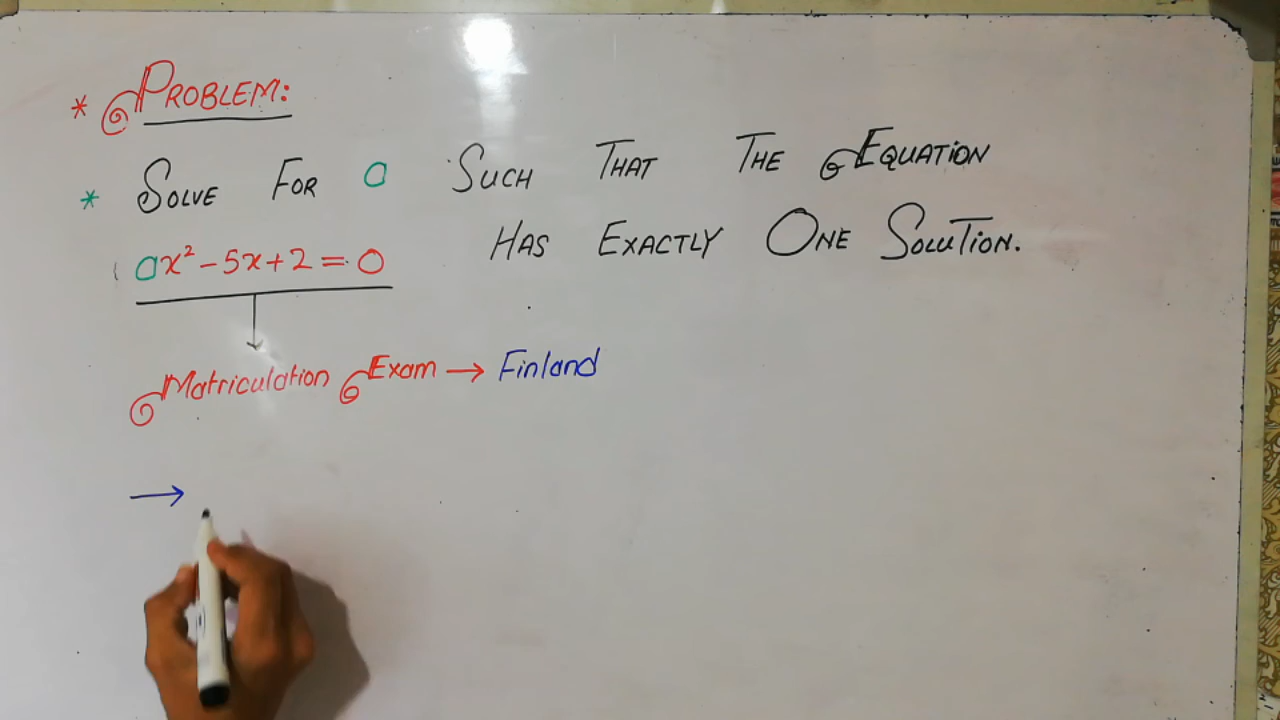 * PROBLEM:
* SOLVE FOR a SUCH THAT THE EQUATION
ax² - 5x + 2 = 0 HAS EXACTLY ONE SOLUTION.
Matriculation Exam → Finland
→